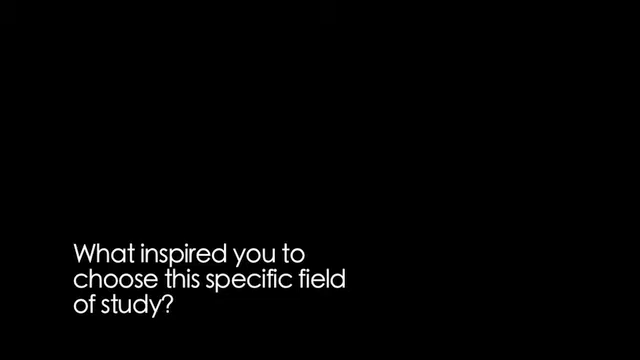 What inspired you to
choose this specific field
of study?